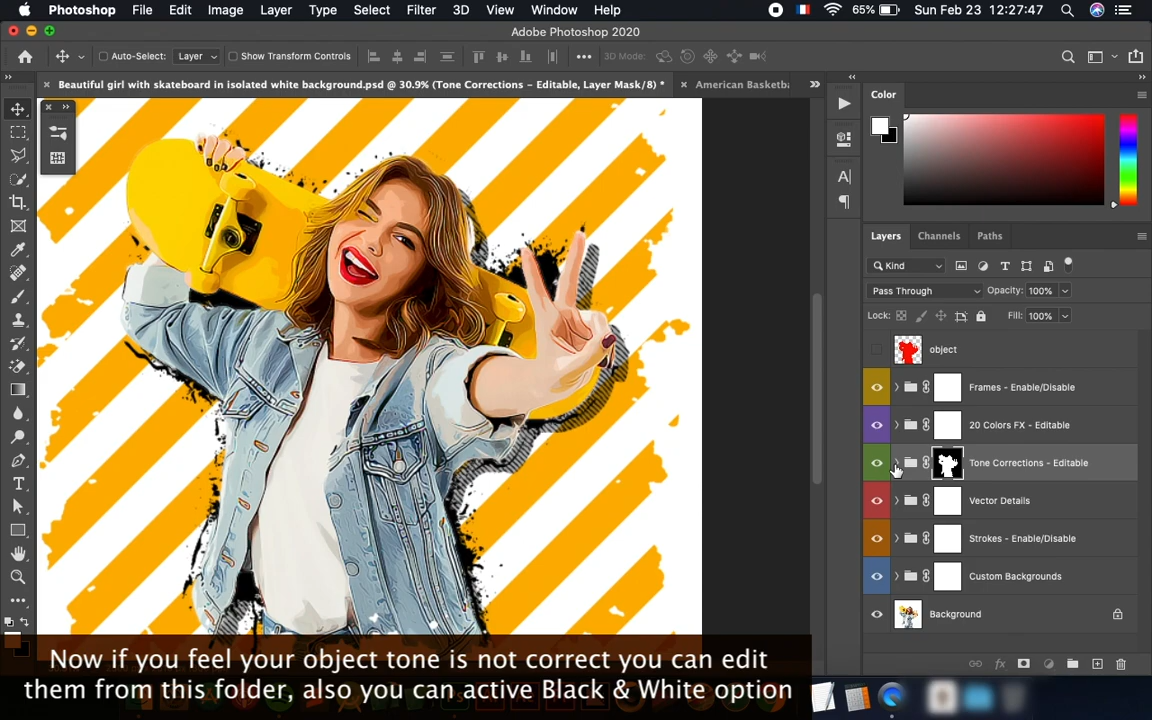 Photoshop File Edit Image Layer Type Select Filter 3D View Window Help 65% Sun Feb 23 12:27:47
Adobe Photoshop 2020
Auto-Select: Layer Show Transform Controls 3D Mode:
Beautiful girl with skateboard in isolated white background.psd @ 30.9% (Tone Corrections - Editable, Layer Mask/8) * American Basketb
Color
Layers Channels Paths
Kind
Pass Through Opacity: 100%
Lock: Fill: 100%
object
Frames - Enable/Disable
20 Colors FX - Editable
Tone Corrections - Editable
Vector Details
Strokes - Enable/Disable
Custom Backgrounds
Background
Now if you feel your object tone is not correct you can edit
them from this folder, also you can active Black & White option